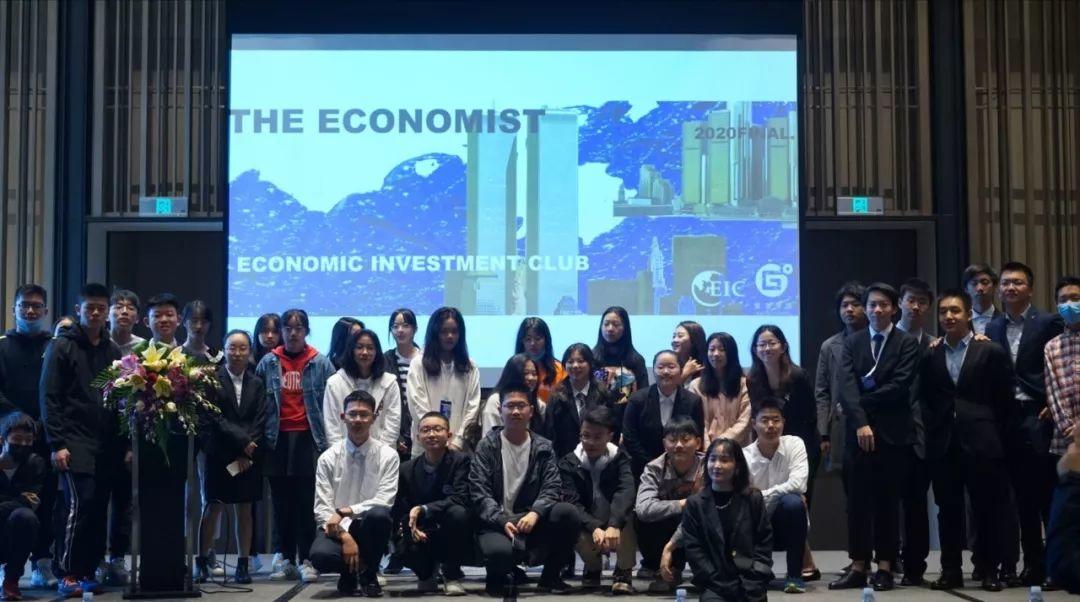 THE ECONOMIST
2020FINAL.
ECONOMIC INVESTMENT CLUB
EIC